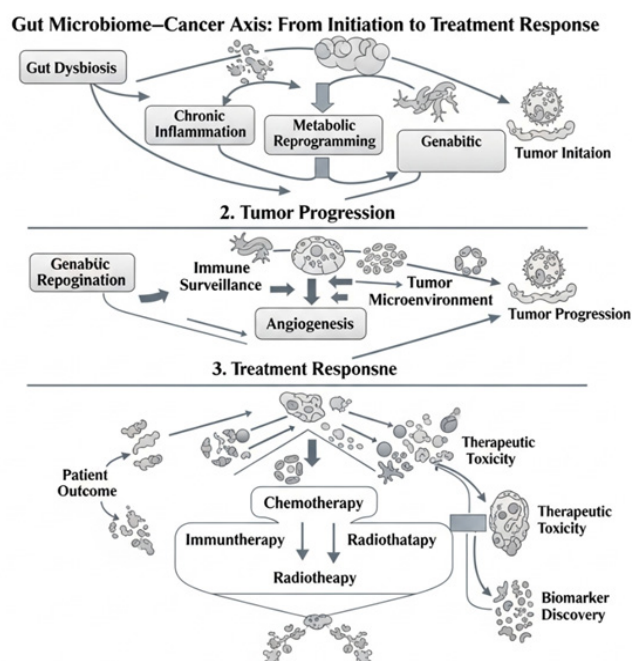 Gut Microbiome–Cancer Axis: From Initiation to Treatment Response
Gut Dysbiosis
Chronic
Inflammnation
Metabolic
Reprogramming
Genabitic
Tumor Initaion
2. Tumor Progression
Genabüc
Repogination
Immune
Surveillance
Tumor
Microenvironment
Angiogenesis
Tumor Progression
3. Treatment Responsne
Patient
Outcome
Therapeutic
Toxicity
Chemotherapy
Immuntherapy
Radiothatapy
Radiotheapy
Therapeutic
Toxicity
Biomarker
Discovery